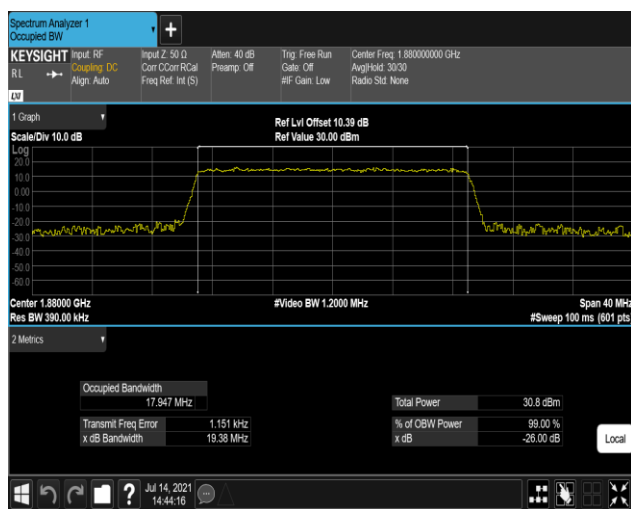 Spectrum Analyzer 1
Occupied BW
+
KEYSIGHT Input: RF Input Z: 50 Ω Atten: 40 dB Trig: Free Run Center Freq: 1.880000000 GHz
RL Coupling: DC Corr CCorr RCal Preamp: Off Gate: Off Avg|Hold: 30/30
Align: Auto Freq Ref: Int (S) #IF Gain: Low Radio Std: None
LXI
1 Graph
Ref Lvl Offset 10.39 dB
Scale/Div 10.0 dB Ref Value 30.00 dBm
Log
20.0
10.0
0.00
-10.0
-20.0
-30.0
-40.0
-50.0
-60.0
Center 1.88000 GHz #Video BW 1.2000 MHz Span 40 MHz
Res BW 390.00 kHz #Sweep 100 ms (601 pts)
2 Metrics
Occupied Bandwidth
17.947 MHz Total Power 30.8 dBm
Transmit Freq Error 1.151 kHz % of OBW Power 99.00 %
x dB Bandwidth 19.38 MHz x dB -26.00 dB
Local
? Jul 14, 2021
14:44:16